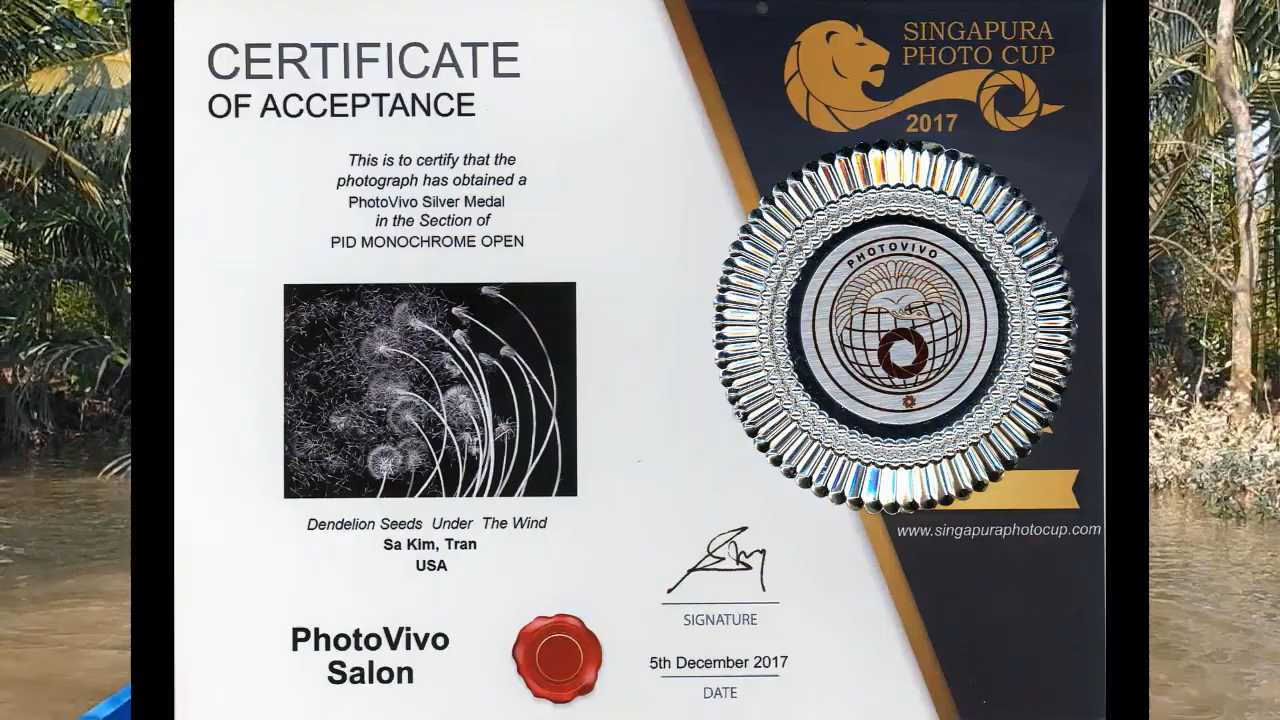 CERTIFICATE
OF ACCEPTANCE
This is to certify that the
photograph has obtained a
PhotoVivo Silver Medal
in the Section of
PID MONOCHROME OPEN
Dendelion Seeds Under The Wind
Sa Kim, Tran
USA
PhotoVivo
Salon
SIGNATURE
5th December 2017
DATE
SINGAPURA
PHOTO CUP
2017
PHOTOVIVO
www.singapuraphotocup.com